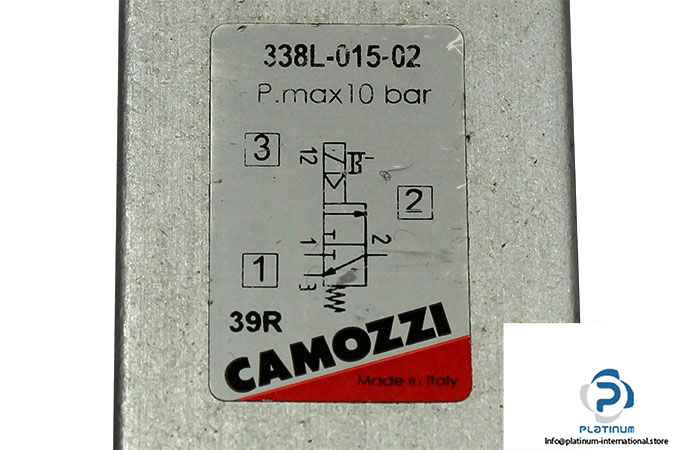 338L-015-02
P.max10 bar
3
12
2
1
2
1
3
39R
CAMOZZI
Made in Italy
PLATINUM
Info@platinum-international.store